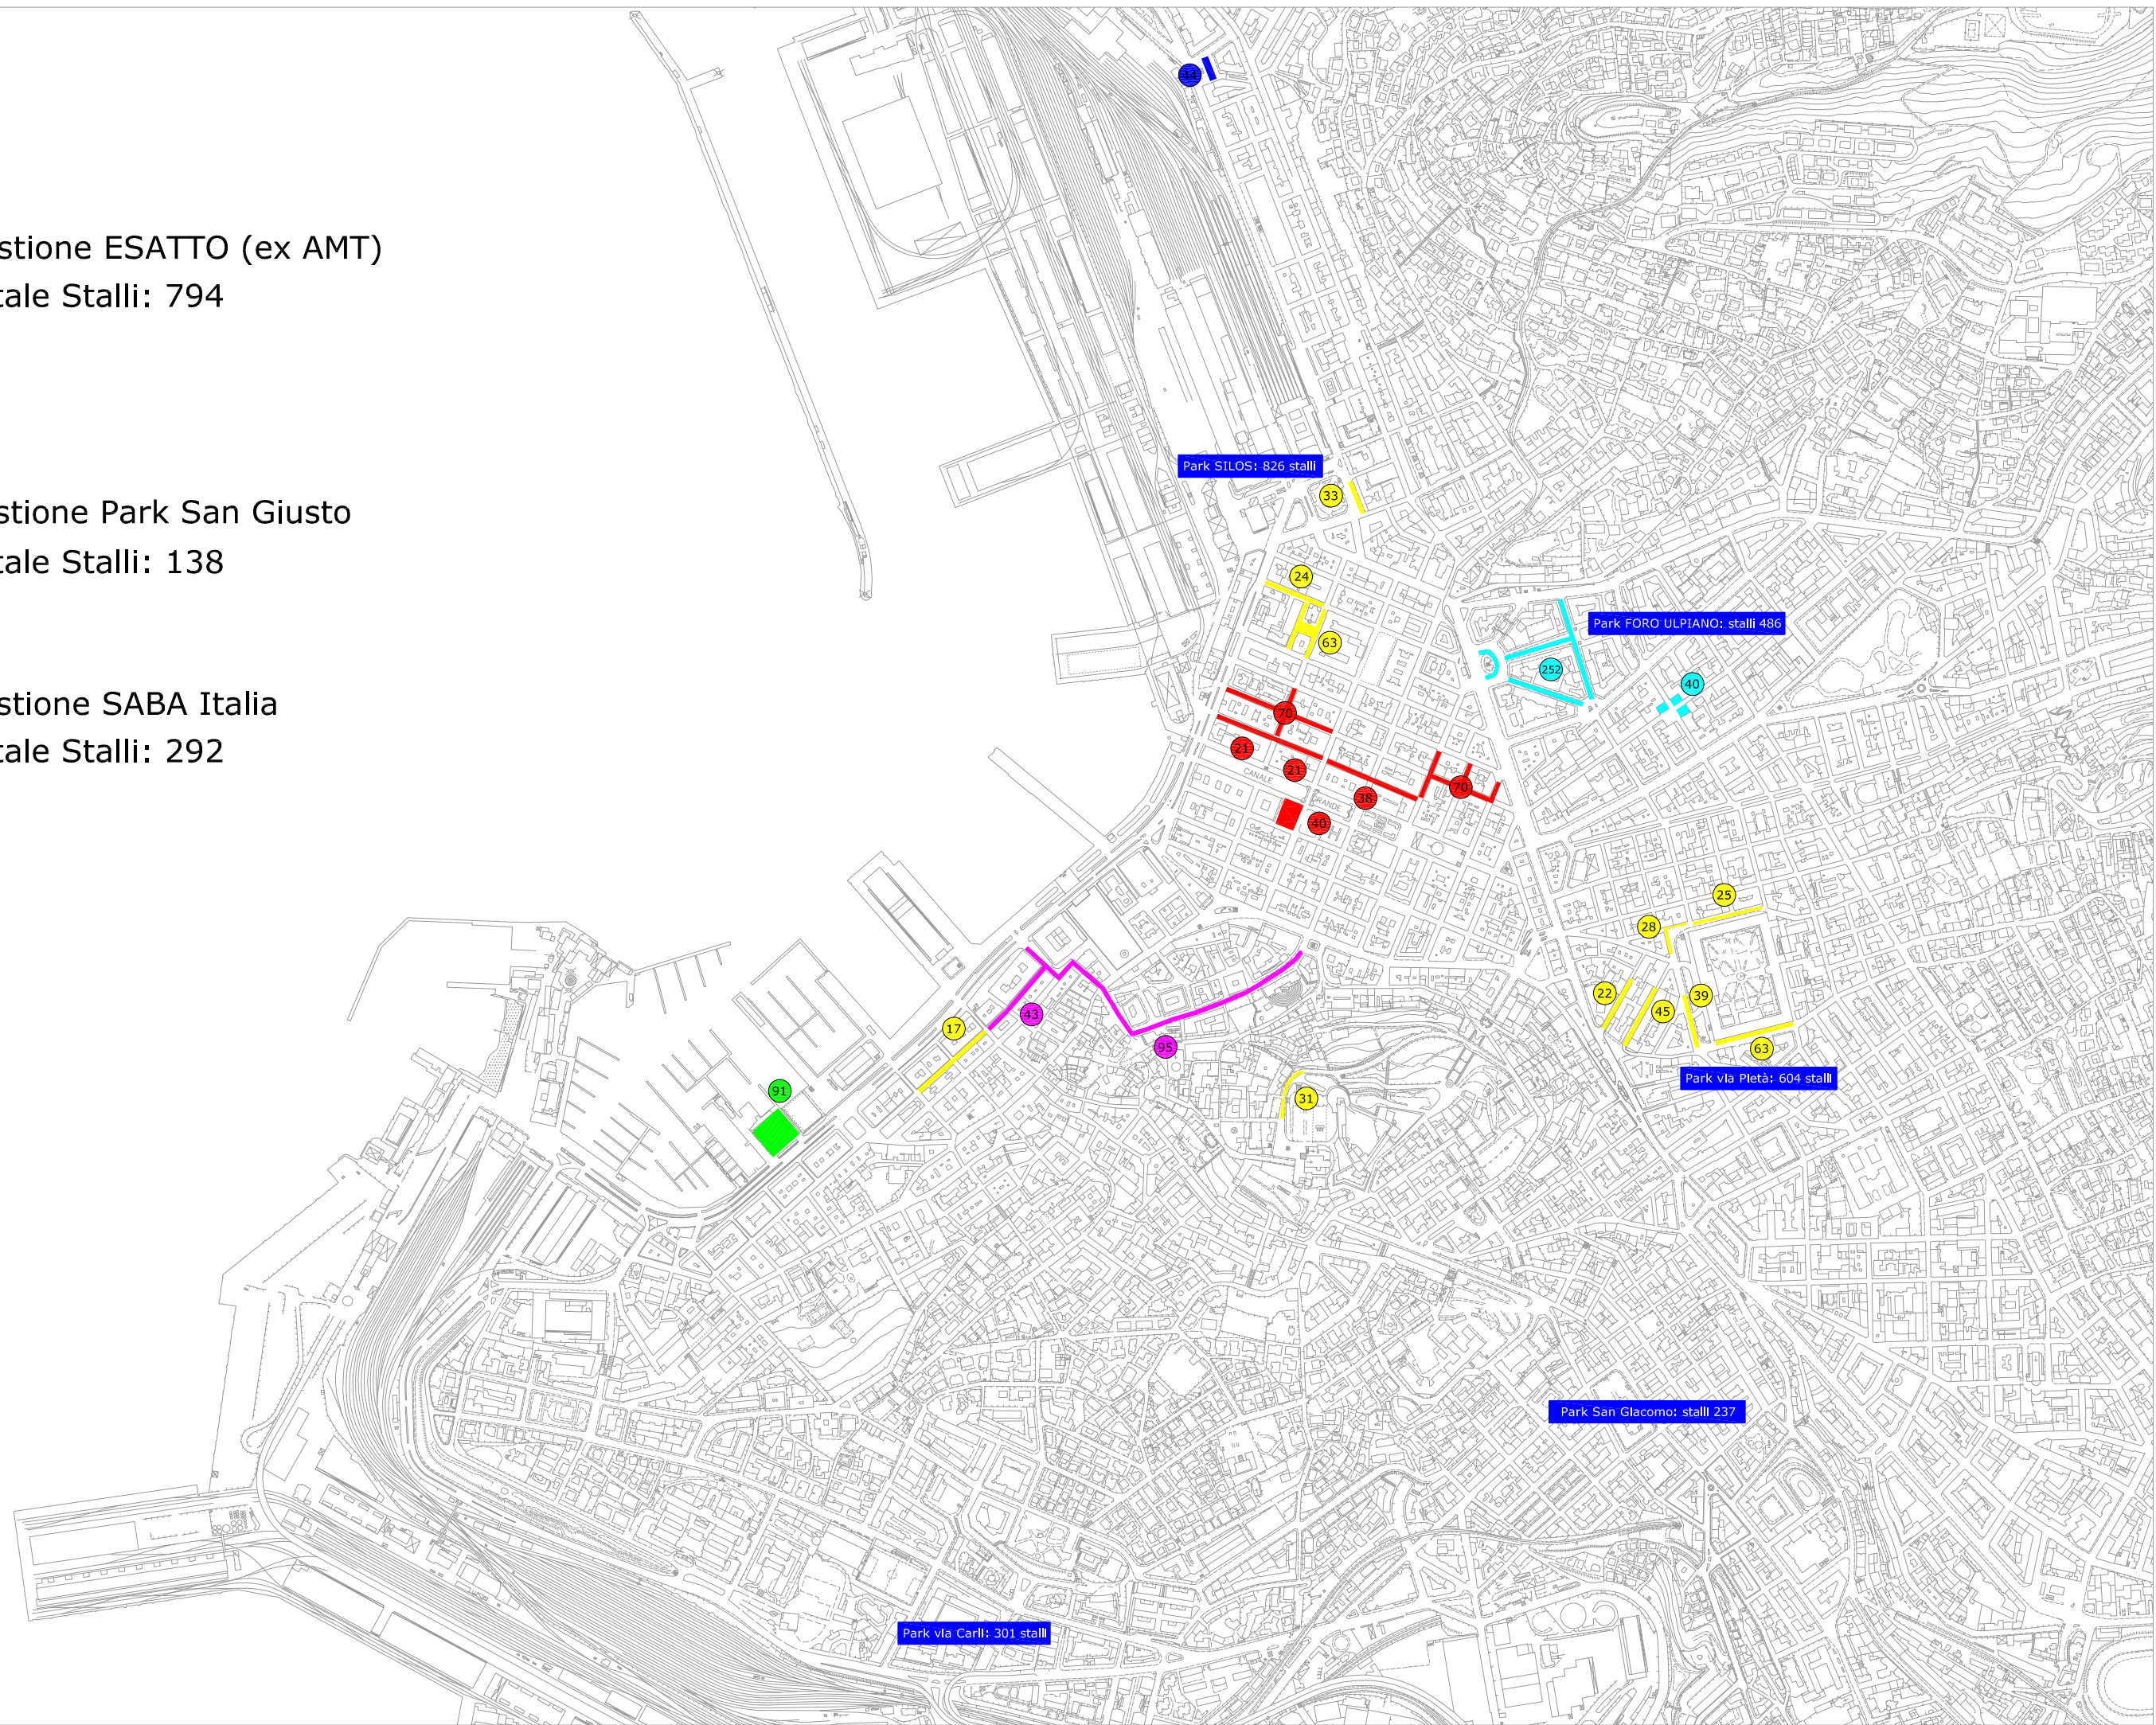 44
stione ESATTO (ex AMT)
tale Stalli: 794
Park SILOS: 826 stalli
33
stione Park San Giusto
tale Stalli: 138
24
Park FORO ULPIANO: stalli 486
63
252
40
stione SABA Italia
tale Stalli: 292
70
21
21
CANALE
GRANDE
38
70
40
25
28
22
39
45
43
17
95
63
Park via Pietà: 604 stalli
91
31
Park San Giacomo: stalli 237
Park via Carli: 301 stalli